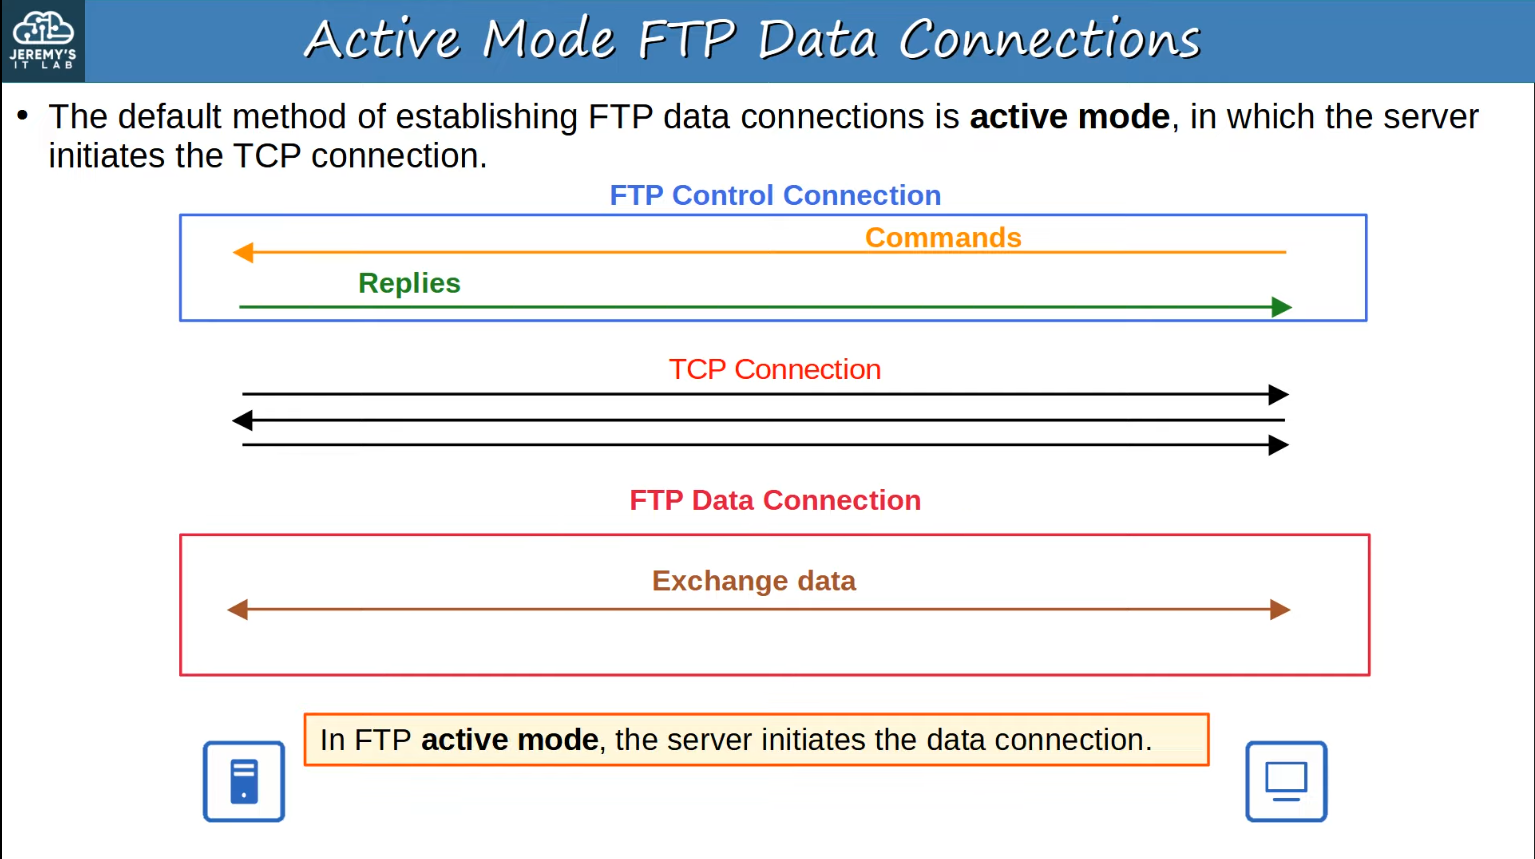 JEREMY'S
IT LAB
Active Mode FTP Data Connections
• The default method of establishing FTP data connections is active mode, in which the server
initiates the TCP connection.
FTP Control Connection
Commands
Replies
TCP Connection
FTP Data Connection
Exchange data
In FTP active mode, the server initiates the data connection.